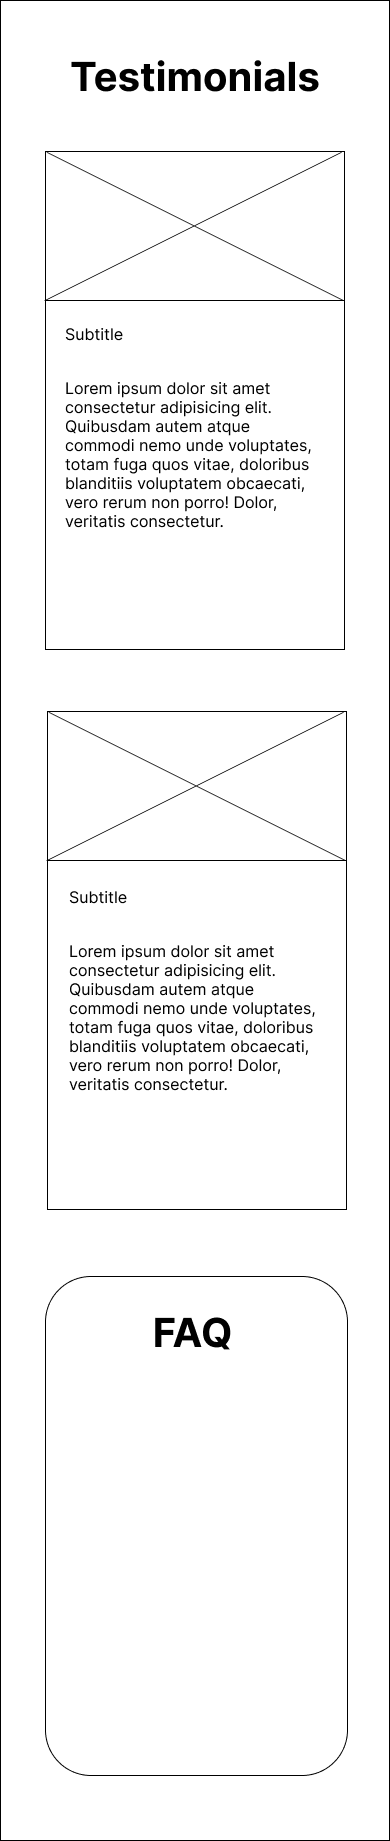 Testimonials
Subtitle
Lorem ipsum dolor sit amet
consectetur adipisicing elit.
Quibusdam autem atque
commodi nemo unde voluptates,
totam fuga quos vitae, doloribus
blanditiis voluptatem obcaecati,
vero rerum non porro! Dolor,
veritatis consectetur.
Subtitle
Lorem ipsum dolor sit amet
consectetur adipisicing elit.
Quibusdam autem atque
commodi nemo unde voluptates,
totam fuga quos vitae, doloribus
blanditiis voluptatem obcaecati,
vero rerum non porro! Dolor,
veritatis consectetur.
FAQ